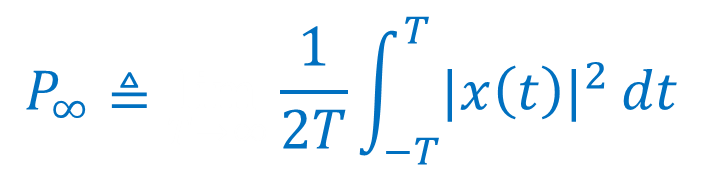 P∞ ≜ 1/2T ∫_{-T}^{T} |x(t)|² dt